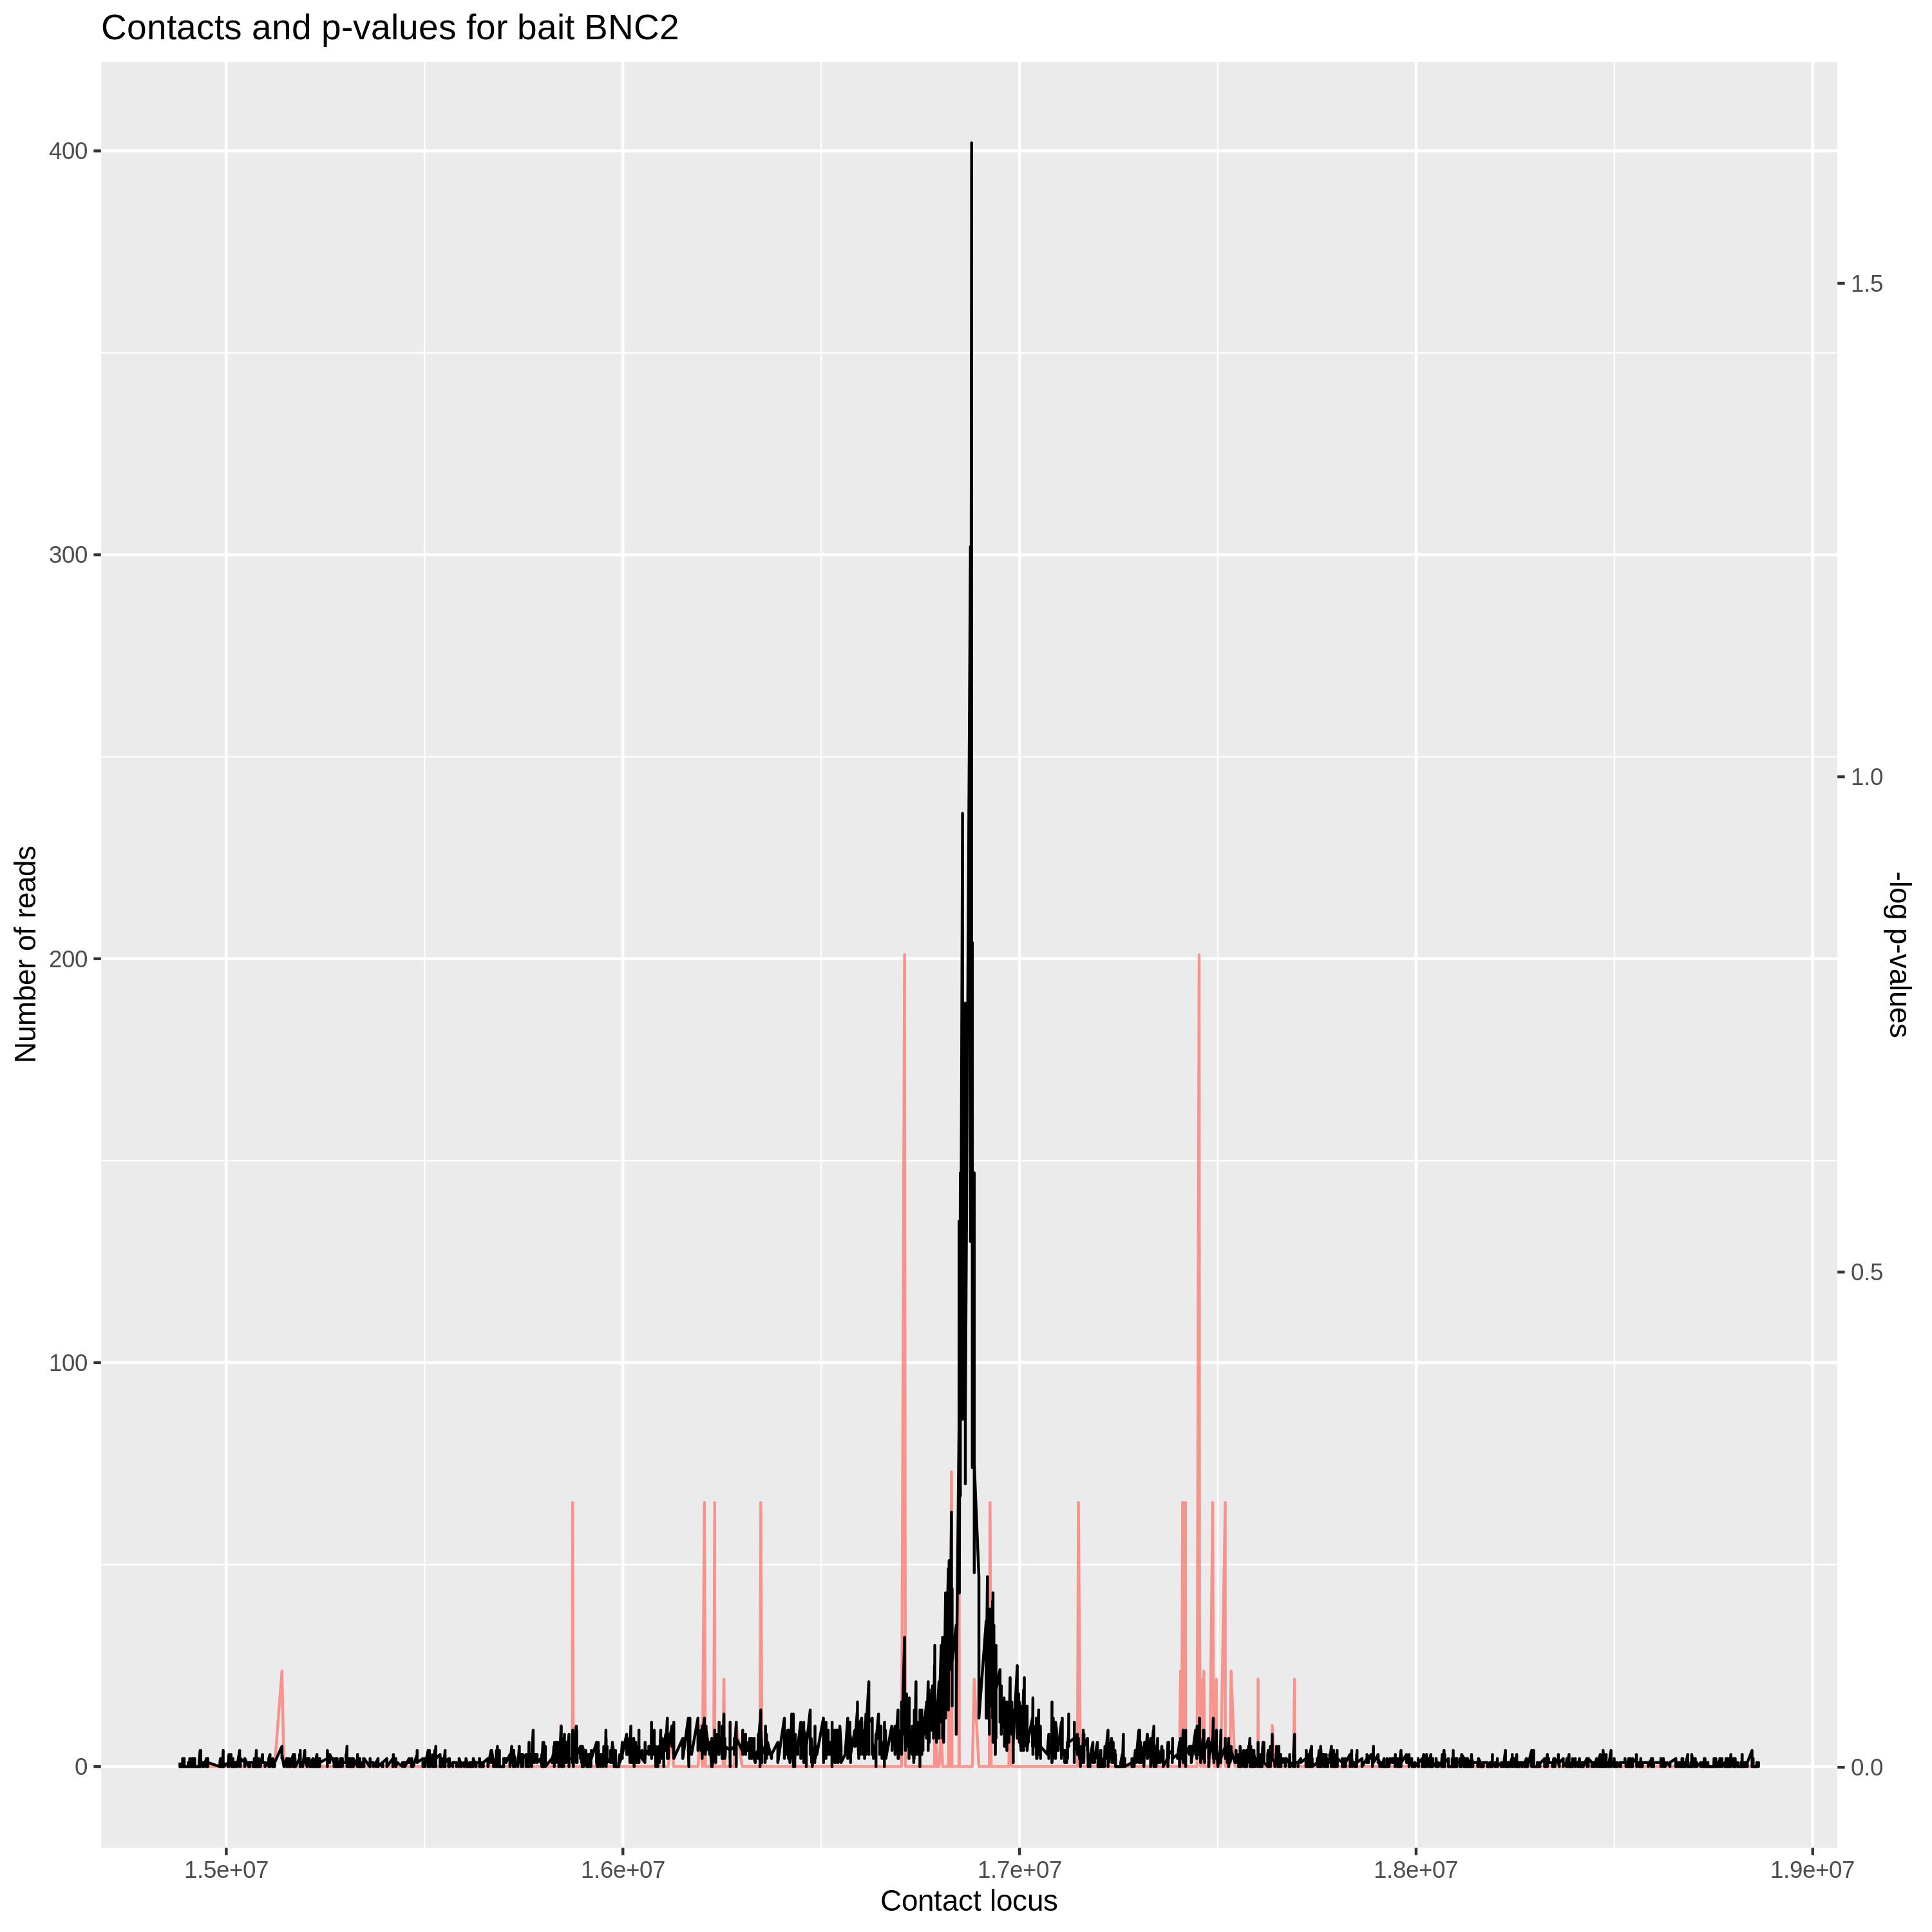 Contacts and p-values for bait BNC2
400
300
200
100
0
Number of reads
1.5
1.0
0.5
0.0
-log p-values
1.5e+07 1.6e+07 1.7e+07 1.8e+07 1.9e+07
Contact locus